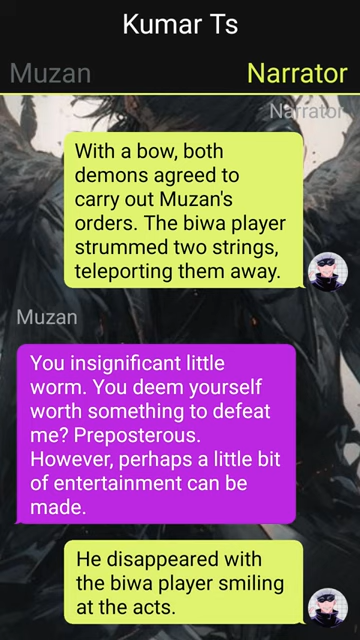 Kumar Ts
Muzan
Narrator
Narrator
With a bow, both
demons agreed to
carry out Muzan's
orders. The biwa player
strummed two strings,
teleporting them away.
Muzan
You insignificant little
worm. You deem yourself
worth something to defeat
me? Preposterous.
However, perhaps a little bit
of entertainment can be
made.
He disappeared with
the biwa player smiling
at the acts.